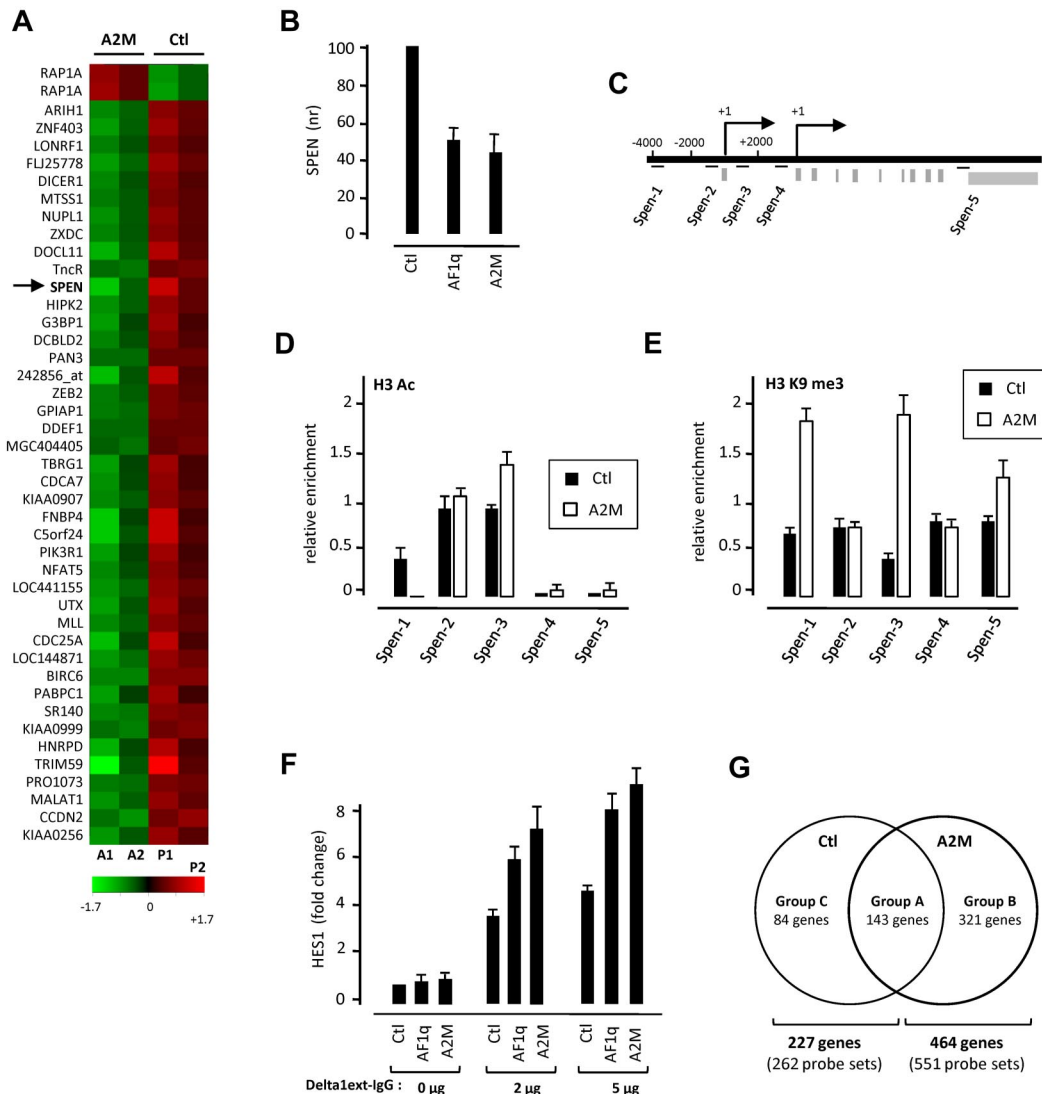 A
A2M Ctl
RAP1A
RAP1A
ARIH1
ZNF403
LONRF1
FLJ25778
DICER1
MTSS1
NUPL1
ZXDC
DOCL11
TncR
SPEN
HIPK2
G3BP1
DCBLD2
PAN3
242856_at
ZEB2
GPIAP1
DDEF1
MGC404405
TBRG1
CDCA7
KIAA0907
FNBP4
C5orf24
PIK3R1
NFAT5
LOC441155
UTX
MLL
CDC25A
LOC144871
BIRC6
PABPC1
SR140
KIAA0999
HNRPD
TRIM59
PRO1073
MALAT1
CCDN2
KIAA0256
A1 A2 P1 P2
-1.7 0 +1.7
B
SPEN (nr)
100
80
60
40
20
0
Ctl AF1q A2M
C
+1 +1
-4000 -2000 +2000
Spen-1 Spen-2 Spen-3 Spen-4 Spen-5
D
H3 Ac
relative enrichment
2
1.5
1
0.5
0
Ctl
A2M
Spen-1 Spen-2 Spen-3 Spen-4 Spen-5
E
H3 K9 me3
relative enrichment
2
1.5
1
0.5
0
Ctl
A2M
Spen-1 Spen-2 Spen-3 Spen-4 Spen-5
F
HES1 (fold change)
8
6
4
2
0
Ctl AF1q A2M Ctl AF1q A2M Ctl AF1q A2M
Delta1ext-IgG : 0 µg 2 µg 5 µg
G
Ctl A2M
Group C Group A Group B
84 genes 143 genes 321 genes
227 genes 464 genes
(262 probe sets) (551 probe sets)